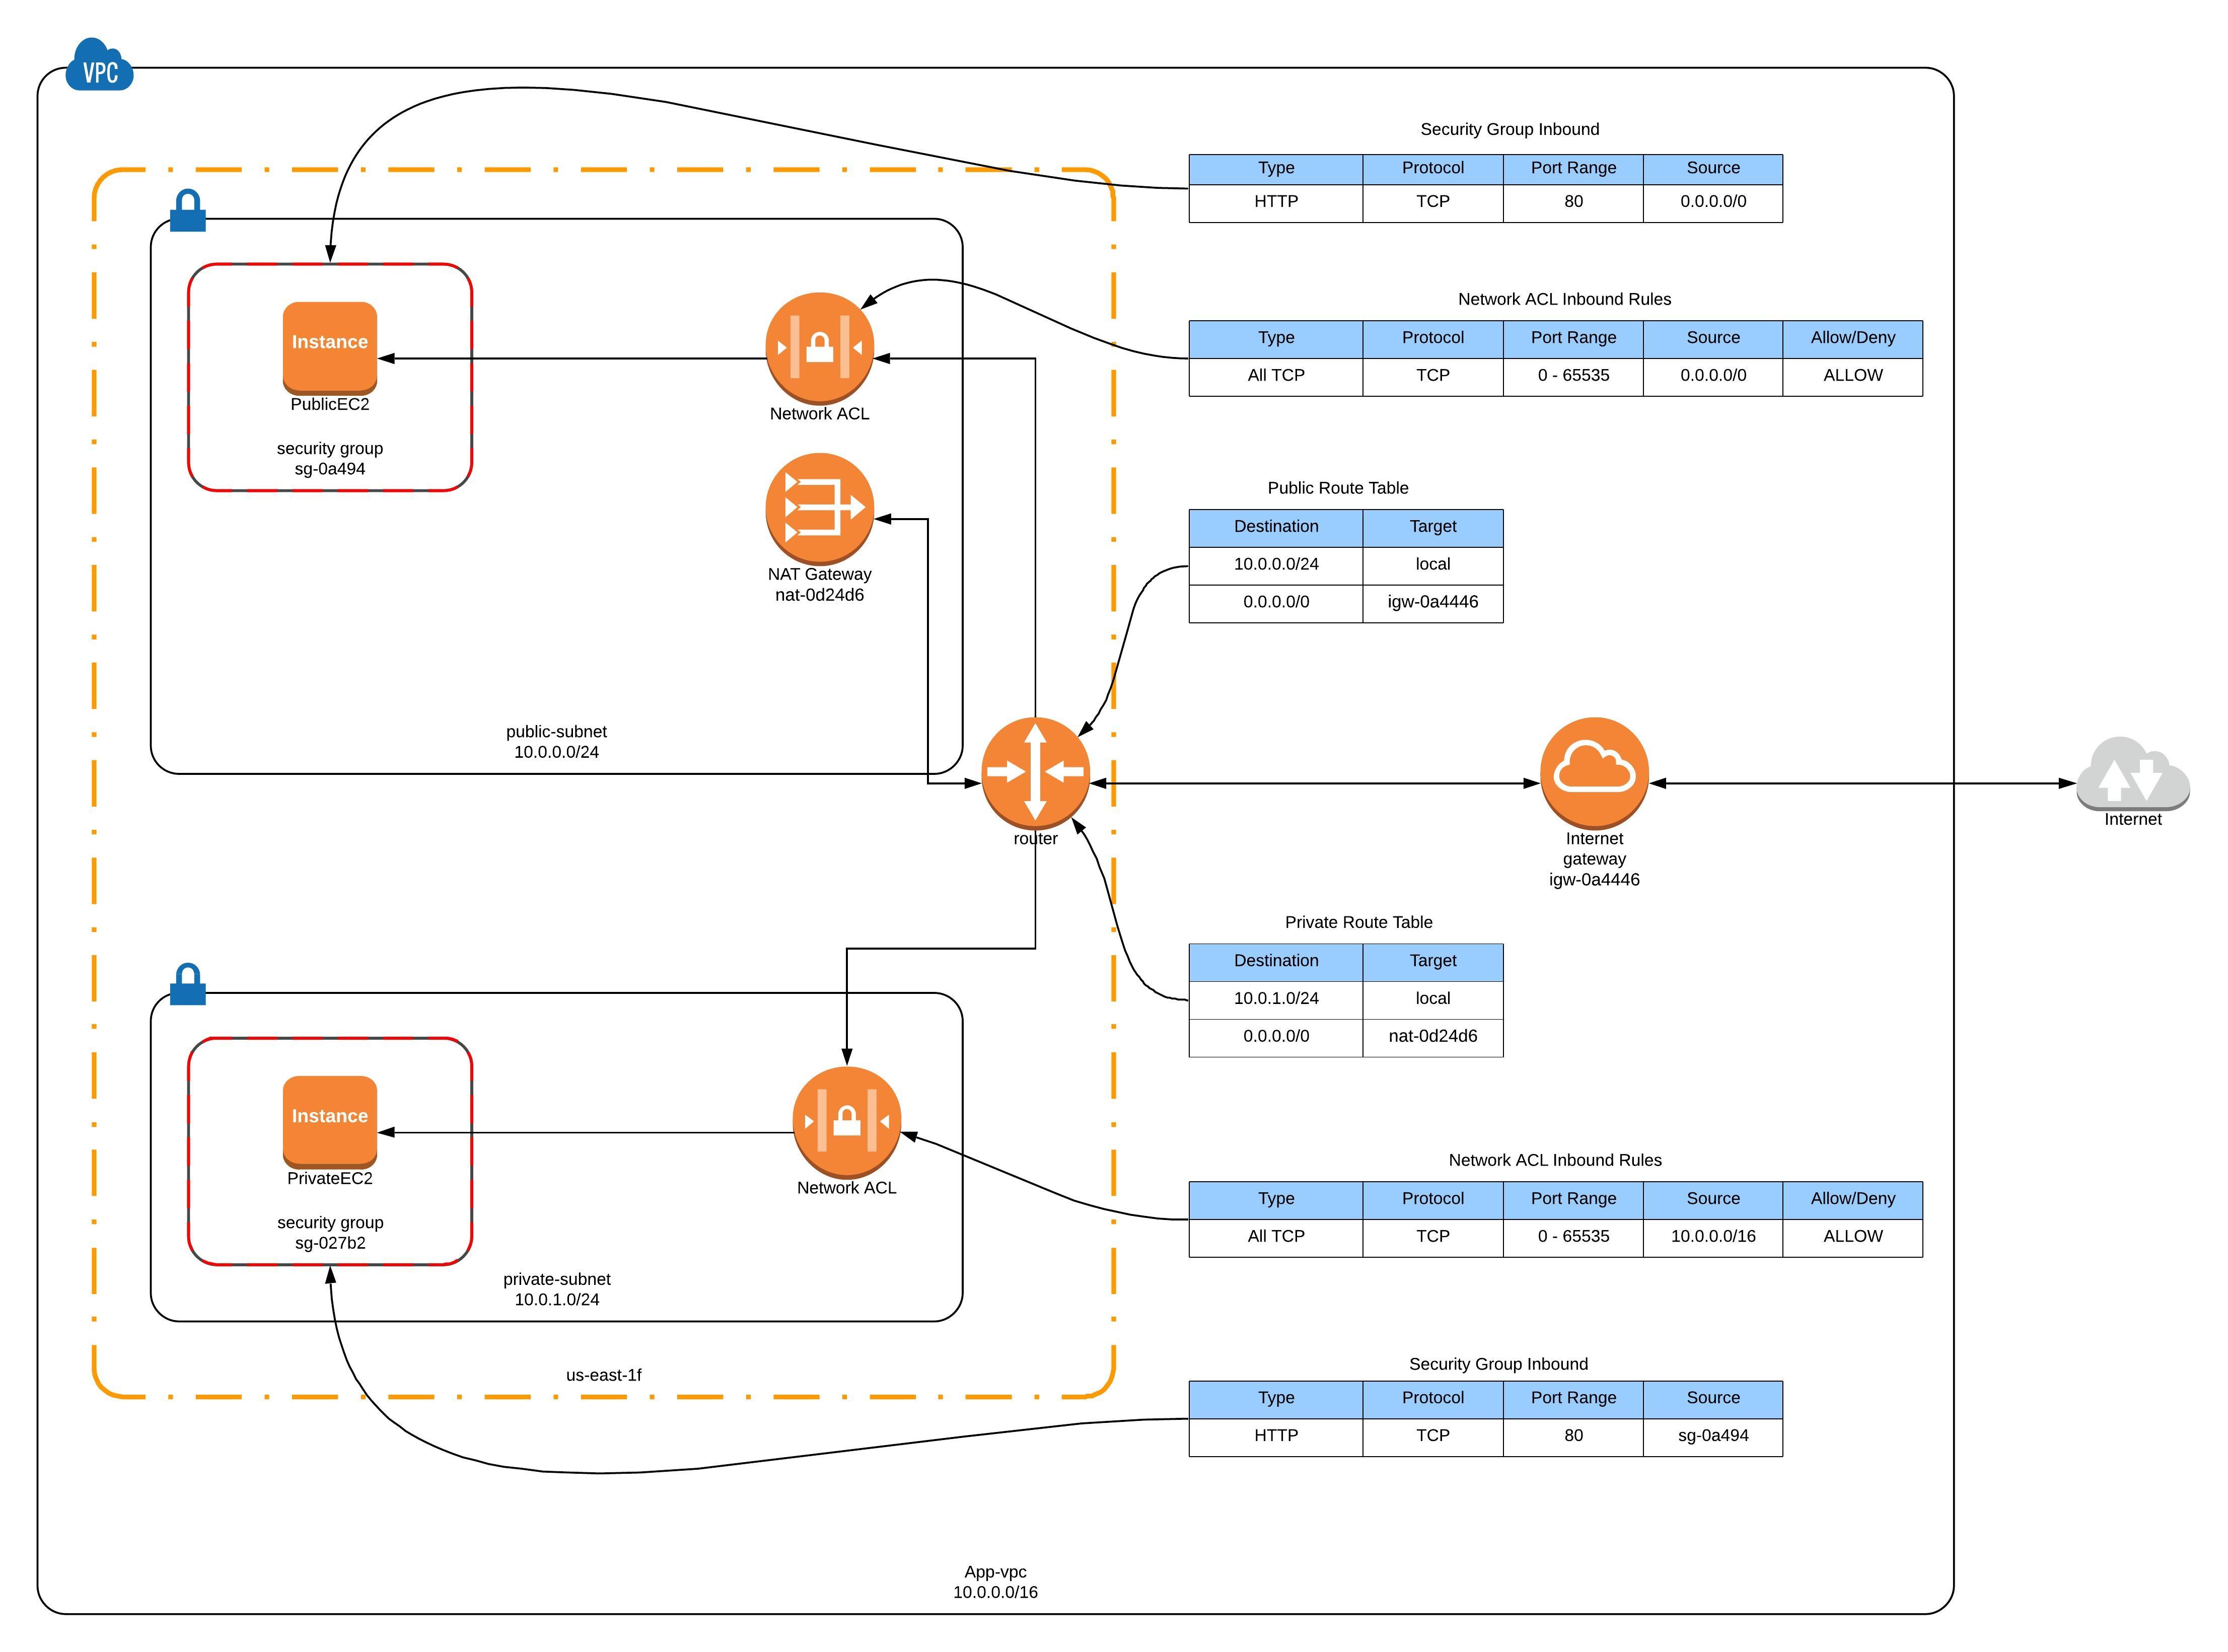 VPC
Security Group Inbound
Type Protocol Port Range Source
HTTP TCP 80 0.0.0.0/0
Network ACL Inbound Rules
Type Protocol Port Range Source Allow/Deny
All TCP TCP 0 - 65535 0.0.0.0/0 ALLOW
Instance
PublicEC2
security group
sg-0a494
Network ACL
NAT Gateway
nat-0d24d6
public-subnet
10.0.0.0/24
Public Route Table
Destination Target
10.0.0.0/24 local
0.0.0.0/0 igw-0a4446
router
Internet
gateway
igw-0a4446
Internet
Private Route Table
Destination Target
10.0.1.0/24 local
0.0.0.0/0 nat-0d24d6
Instance
PrivateEC2
security group
sg-027b2
Network ACL
private-subnet
10.0.1.0/24
us-east-1f
Network ACL Inbound Rules
Type Protocol Port Range Source Allow/Deny
All TCP TCP 0 - 65535 10.0.0.0/16 ALLOW
Security Group Inbound
Type Protocol Port Range Source
HTTP TCP 80 sg-0a494
App-vpc
10.0.0.0/16